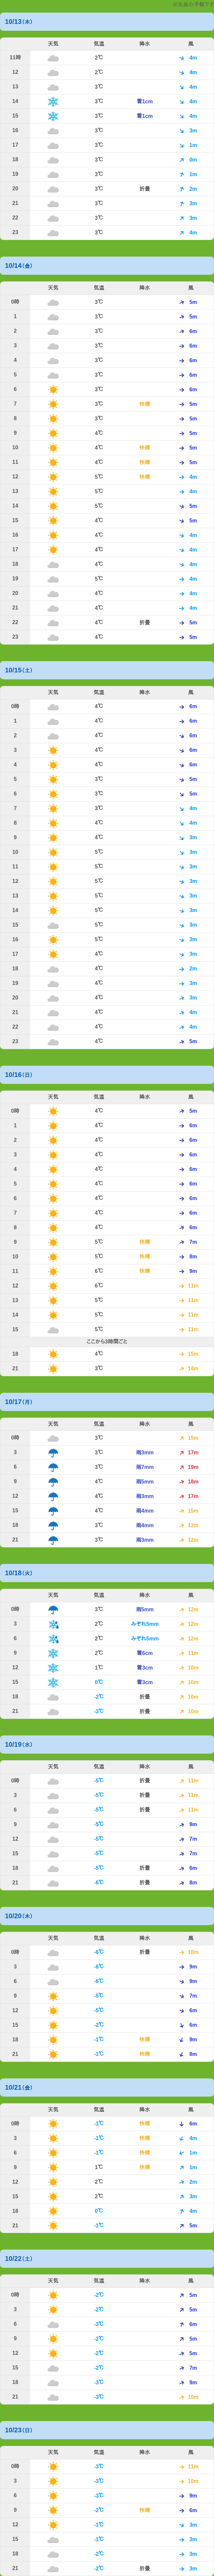 10/13(木)
天気 気温 降水 風
11時 2℃ 4m
12 2℃ 4m
13 3℃ 4m
14 3℃ 雪1cm 4m
15 3℃ 雪1cm 4m
16 3℃ 3m
17 3℃ 1m
18 3℃ 0m
19 3℃ 1m
20 3℃ 折畳 2m
21 3℃ 3m
22 3℃ 3m
23 3℃ 4m
10/14(金)
天気 気温 降水 風
0時 3℃ 5m
1 3℃ 5m
2 3℃ 6m
3 3℃ 6m
4 3℃ 6m
5 3℃ 6m
6 3℃ 6m
7 3℃ 快晴 5m
8 3℃ 5m
9 4℃ 5m
10 4℃ 快晴 5m
11 4℃ 快晴 5m
12 5℃ 快晴 4m
13 5℃ 4m
14 5℃ 5m
15 4℃ 5m
16 4℃ 4m
17 4℃ 4m
18 4℃ 4m
19 5℃ 4m
20 4℃ 4m
21 4℃ 4m
22 4℃ 折畳 5m
23 4℃ 5m
10/15(土)
天気 気温 降水 風
0時 4℃ 6m
1 4℃ 6m
2 4℃ 6m
3 4℃ 6m
4 4℃ 6m
5 3℃ 5m
6 3℃ 5m
7 3℃ 4m
8 4℃ 4m
9 4℃ 3m
10 5℃ 3m
11 5℃ 3m
12 5℃ 3m
13 5℃ 3m
14 5℃ 3m
15 5℃ 3m
16 5℃ 3m
17 4℃ 3m
18 4℃ 2m
19 4℃ 3m
20 4℃ 3m
21 4℃ 4m
22 4℃ 4m
23 4℃ 5m
10/16(日)
天気 気温 降水 風
0時 4℃ 5m
1 4℃ 6m
2 4℃ 6m
3 4℃ 6m
4 4℃ 6m
5 4℃ 6m
6 4℃ 6m
7 4℃ 6m
8 4℃ 6m
9 5℃ 快晴 7m
10 5℃ 快晴 8m
11 6℃ 快晴 9m
12 6℃ 11m
13 5℃ 11m
14 5℃ 11m
15 5℃ 11m
ここから3時間ごと
18 4℃ 15m
21 3℃ 14m
10/17(月)
天気 気温 降水 風
0時 3℃ 15m
3 3℃ 雨3mm 17m
6 3℃ 雨7mm 19m
9 4℃ 雨5mm 18m
12 4℃ 雨3mm 17m
15 4℃ 雨4mm 15m
18 3℃ 雨4mm 12m
21 3℃ 雨3mm 12m
10/18(火)
天気 気温 降水 風
0時 3℃ 雨5mm 12m
3 2℃ みぞれ5mm 12m
6 2℃ みぞれ5mm 12m
9 2℃ 雪6cm 11m
12 1℃ 雪3cm 10m
15 0℃ 雪3cm 10m
18 -2℃ 折畳 10m
21 -3℃ 折畳 10m
10/19(水)
天気 気温 降水 風
0時 -5℃ 折畳 11m
3 -5℃ 折畳 11m
6 -5℃ 折畳 11m
9 -5℃ 9m
12 -5℃ 7m
15 -5℃ 7m
18 -5℃ 折畳 6m
21 -6℃ 折畳 8m
10/20(木)
天気 気温 降水 風
0時 -6℃ 折畳 10m
3 -6℃ 9m
6 -6℃ 9m
9 -5℃ 7m
12 -5℃ 6m
15 -2℃ 6m
18 -1℃ 快晴 9m
21 -1℃ 快晴 8m
10/21(金)
天気 気温 降水 風
0時 -1℃ 快晴 6m
3 -1℃ 快晴 4m
6 -1℃ 快晴 1m
9 1℃ 快晴 1m
12 2℃ 2m
15 2℃ 3m
18 0℃ 4m
21 -1℃ 5m
10/22(土)
天気 気温 降水 風
0時 -2℃ 5m
3 -2℃ 5m
6 -3℃ 6m
9 -2℃ 5m
12 -2℃ 5m
15 -2℃ 7m
18 -3℃ 9m
21 -3℃ 10m
10/23(日)
天気 気温 降水 風
0時 -3℃ 11m
3 -3℃ 10m
6 -3℃ 9m
9 -2℃ 快晴 6m
12 -1℃ 3m
15 -1℃ 3m
18 -2℃ 3m
21 -2℃ 折畳 3m